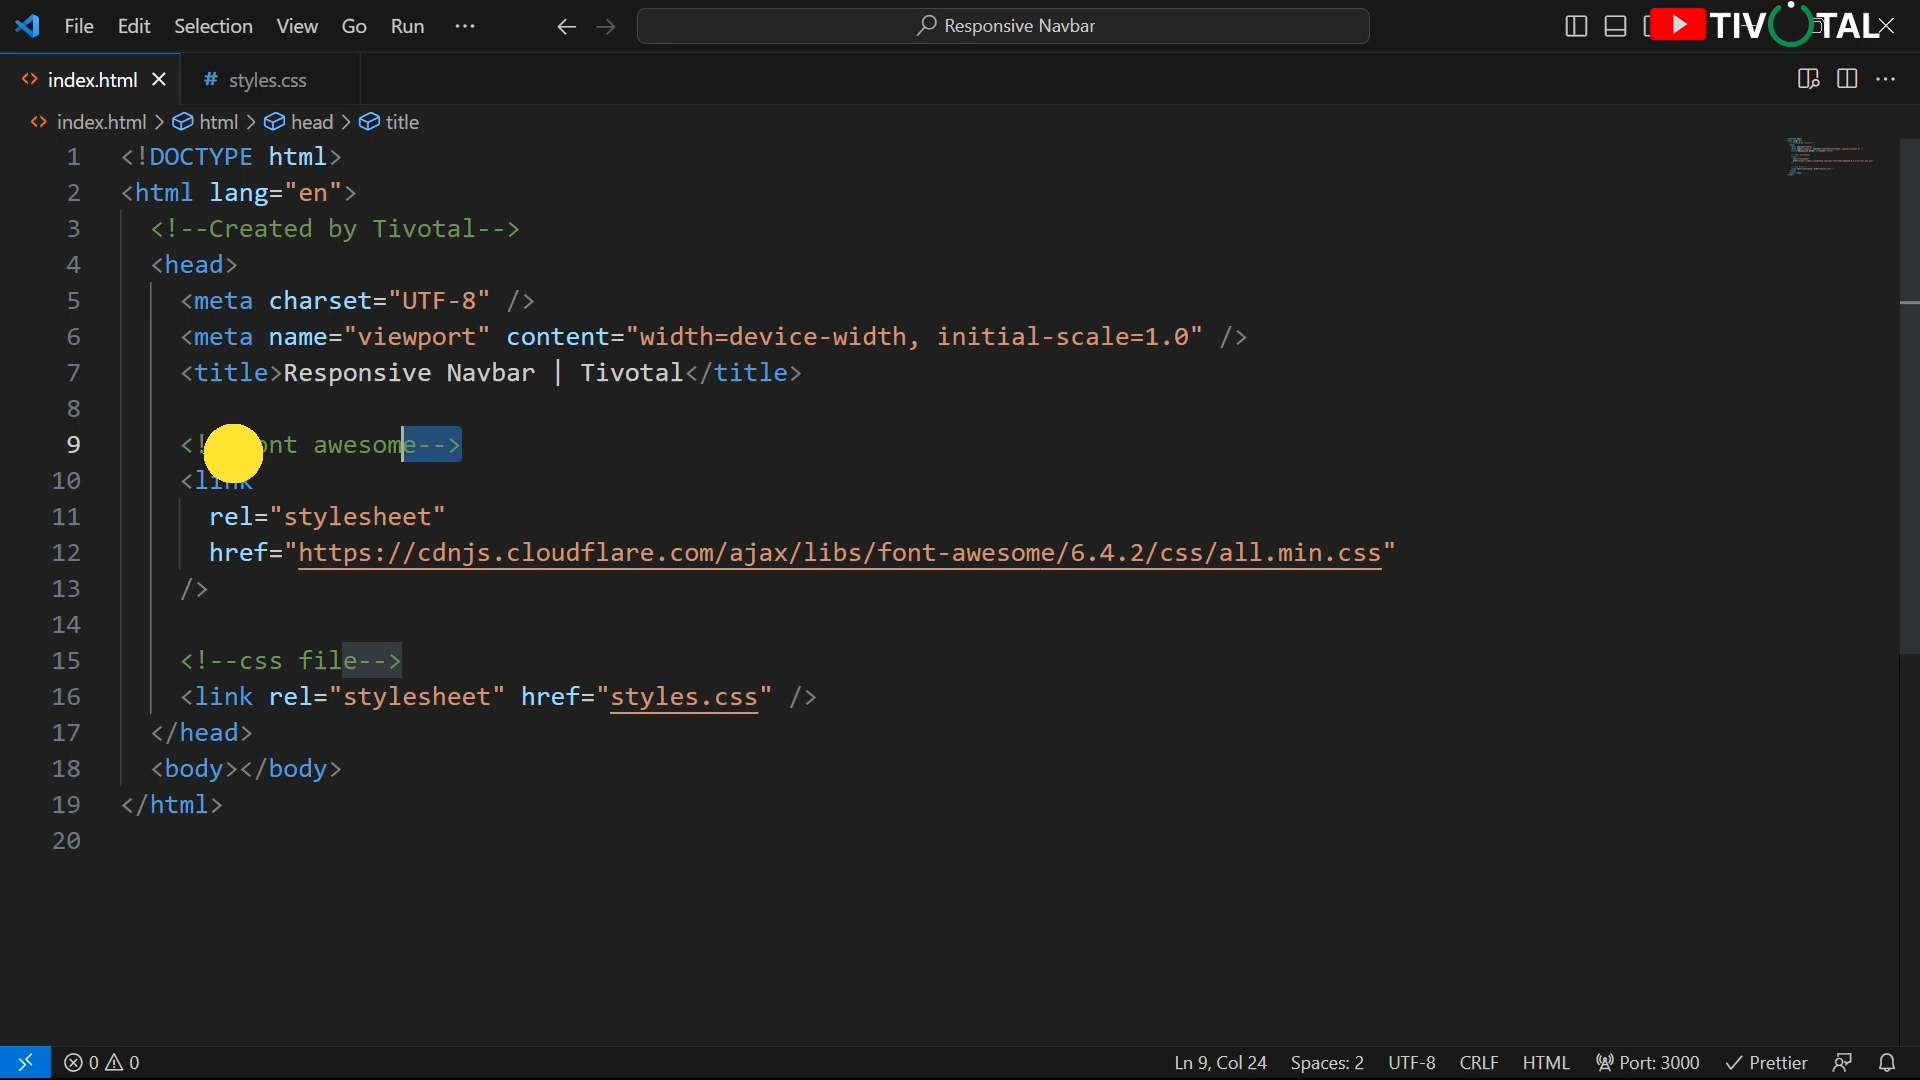 File Edit Selection View Go Run ···
Responsive Navbar
TIVOTAL
index.html
# styles.css
index.html > html > head > title
1 <!DOCTYPE html>
2 <html lang="en">
3 <!--Created by Tivotal-->
4 <head>
5 <meta charset="UTF-8" />
6 <meta name="viewport" content="width=device-width, initial-scale=1.0" />
7 <title>Responsive Navbar | Tivotal</title>
8
9 <! ont awesome-->
10 <link
11 rel="stylesheet"
12 href="https://cdnjs.cloudflare.com/ajax/libs/font-awesome/6.4.2/css/all.min.css"
13 />
14
15 <!--css file-->
16 <link rel="stylesheet" href="styles.css" />
17 </head>
18 <body></body>
19 </html>
20
0 0
Ln 9, Col 24 Spaces: 2 UTF-8 CRLF HTML Port: 3000 Prettier